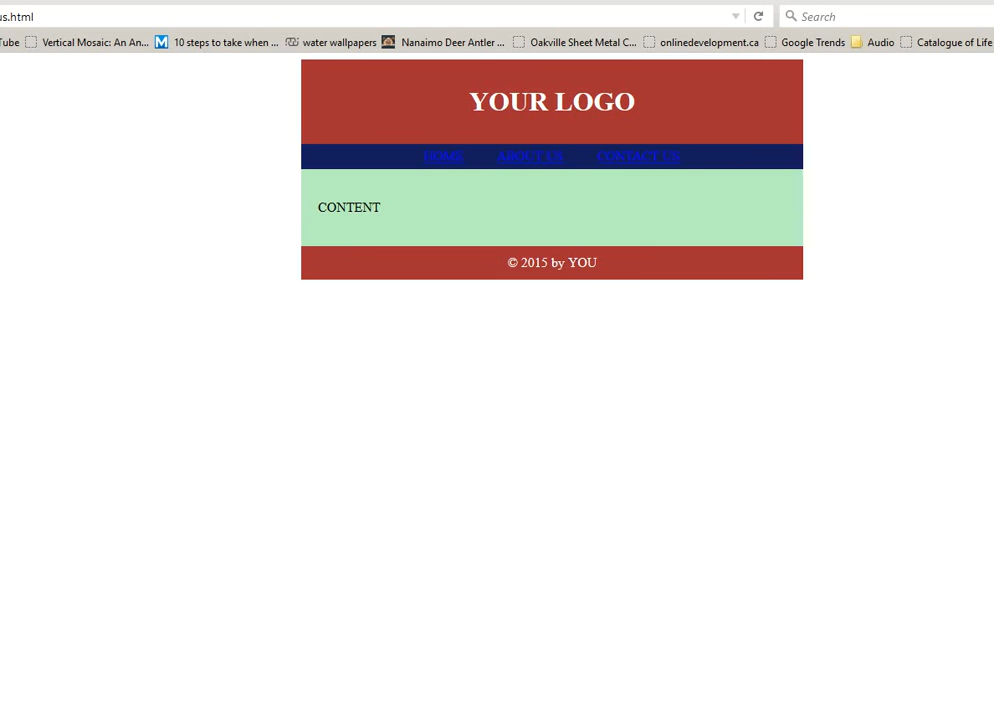 us.html
Search
Tube Vertical Mosaic: An An... 10 steps to take when ... water wallpapers Nanaimo Deer Antler ... Oakville Sheet Metal C... onlinedevelopment.ca Google Trends Audio Catalogue of Life
YOUR LOGO
HOME ABOUT US CONTACT US
CONTENT
© 2015 by YOU